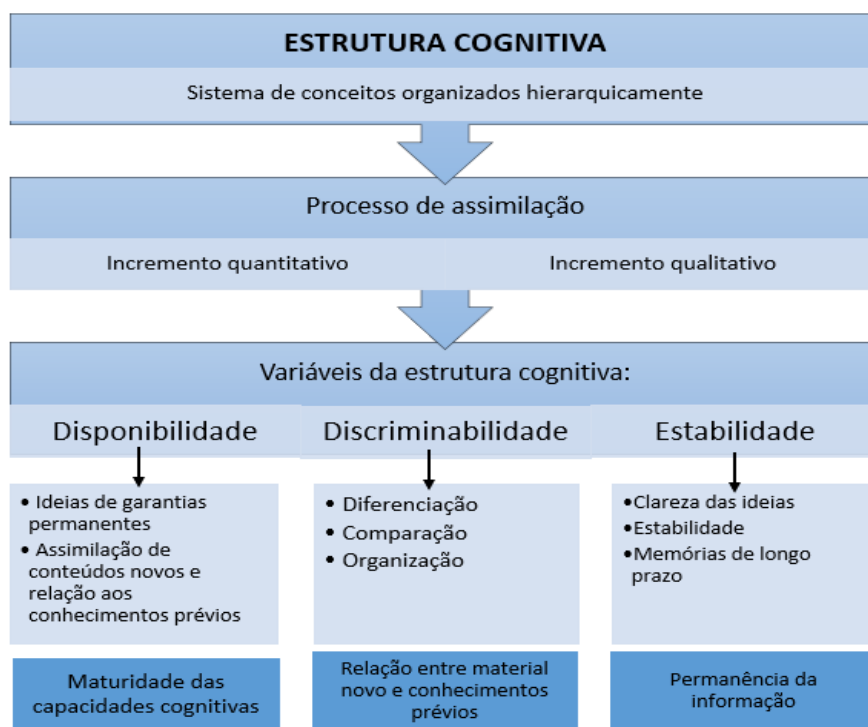 ESTRUTURA COGNITIVA
Sistema de conceitos organizados hierarquicamente
Processo de assimilação
Incremento quantitativo
Incremento qualitativo
Variáveis da estrutura cognitiva:
Disponibilidade
• Ideias de garantias
permanentes
• Assimilação de
conteúdos novos e
relação aos
conhecimentos prévios
Maturidade das
capacidades cognitivas
Discriminabilidade
• Diferenciação
• Comparação
• Organização
Relação entre material
novo e conhecimentos
prévios
Estabilidade
•Clareza das ideias
•Estabilidade
•Memórias de longo
prazo
Permanência da
informação